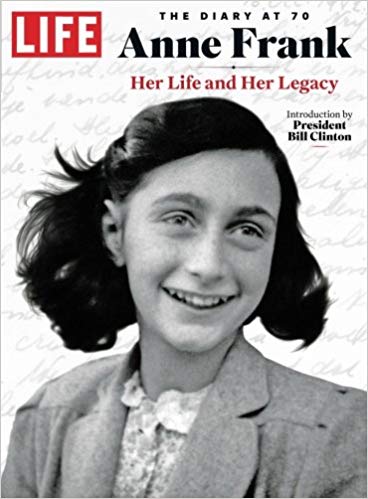 LIFE
THE DIARY AT 70
Anne Frank
Her Life and Her Legacy
Introduction by
President
Bill Clinton